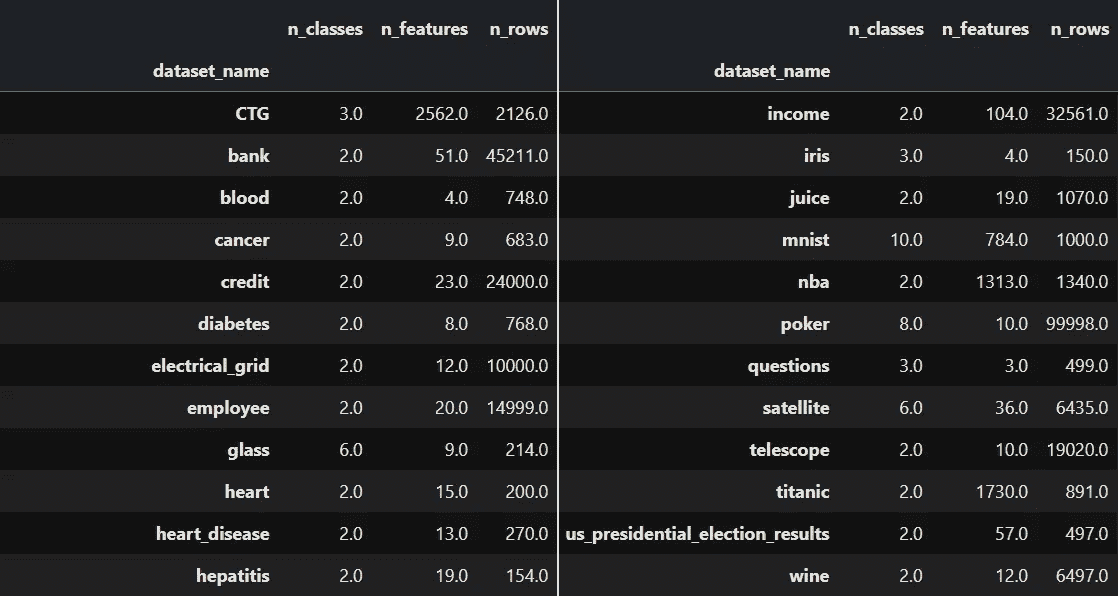 n_classes n_features n_rows
dataset_name
CTG 3.0 2562.0 2126.0
bank 2.0 51.0 45211.0
blood 2.0 4.0 748.0
cancer 2.0 9.0 683.0
credit 2.0 23.0 24000.0
diabetes 2.0 8.0 768.0
electrical_grid 2.0 12.0 10000.0
employee 2.0 20.0 14999.0
glass 6.0 9.0 214.0
heart 2.0 15.0 200.0
heart_disease 2.0 13.0 270.0
hepatitis 2.0 19.0 154.0
n_classes n_features n_rows
dataset_name
income 2.0 104.0 32561.0
iris 3.0 4.0 150.0
juice 2.0 19.0 1070.0
mnist 10.0 784.0 1000.0
nba 2.0 1313.0 1340.0
poker 8.0 10.0 99998.0
questions 3.0 3.0 499.0
satellite 6.0 36.0 6435.0
telescope 2.0 10.0 19020.0
titanic 2.0 1730.0 891.0
us_presidential_election_results 2.0 57.0 497.0
wine 2.0 12.0 6497.0